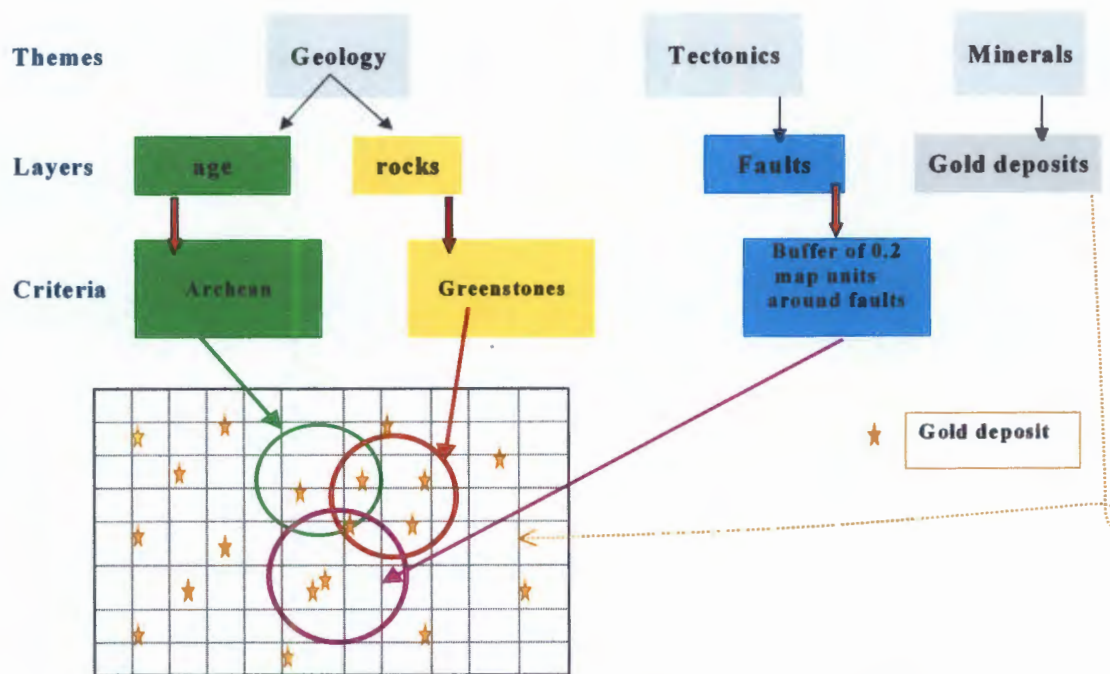 Themes
Geology
Tectonics
Minerals
Layers
age
rocks
Faults
Gold deposits
Criteria
Archean
Greenstones
Buffer of 0.2
map units
around faults
Gold deposit